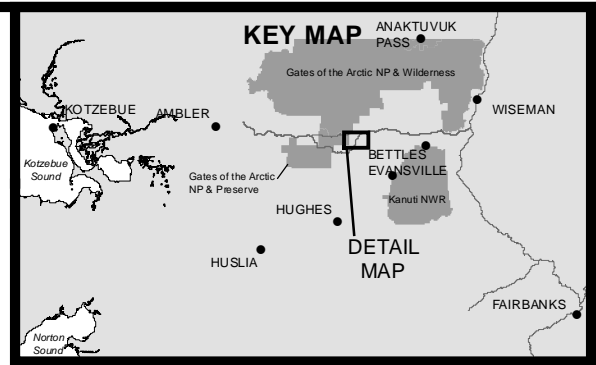 KEY MAP
ANAKTUVUK
PASS
Gates of the Arctic NP & Wilderness
KOTZEBUE
AMBLER
WISEMAN
Kotzebue
Sound
BETTLES
EVANSVILLE
Gates of the Arctic
NP & Preserve
Kanuti NWR
HUGHES
DETAIL
MAP
HUSLIA
FAIRBANKS
Norton
Sound